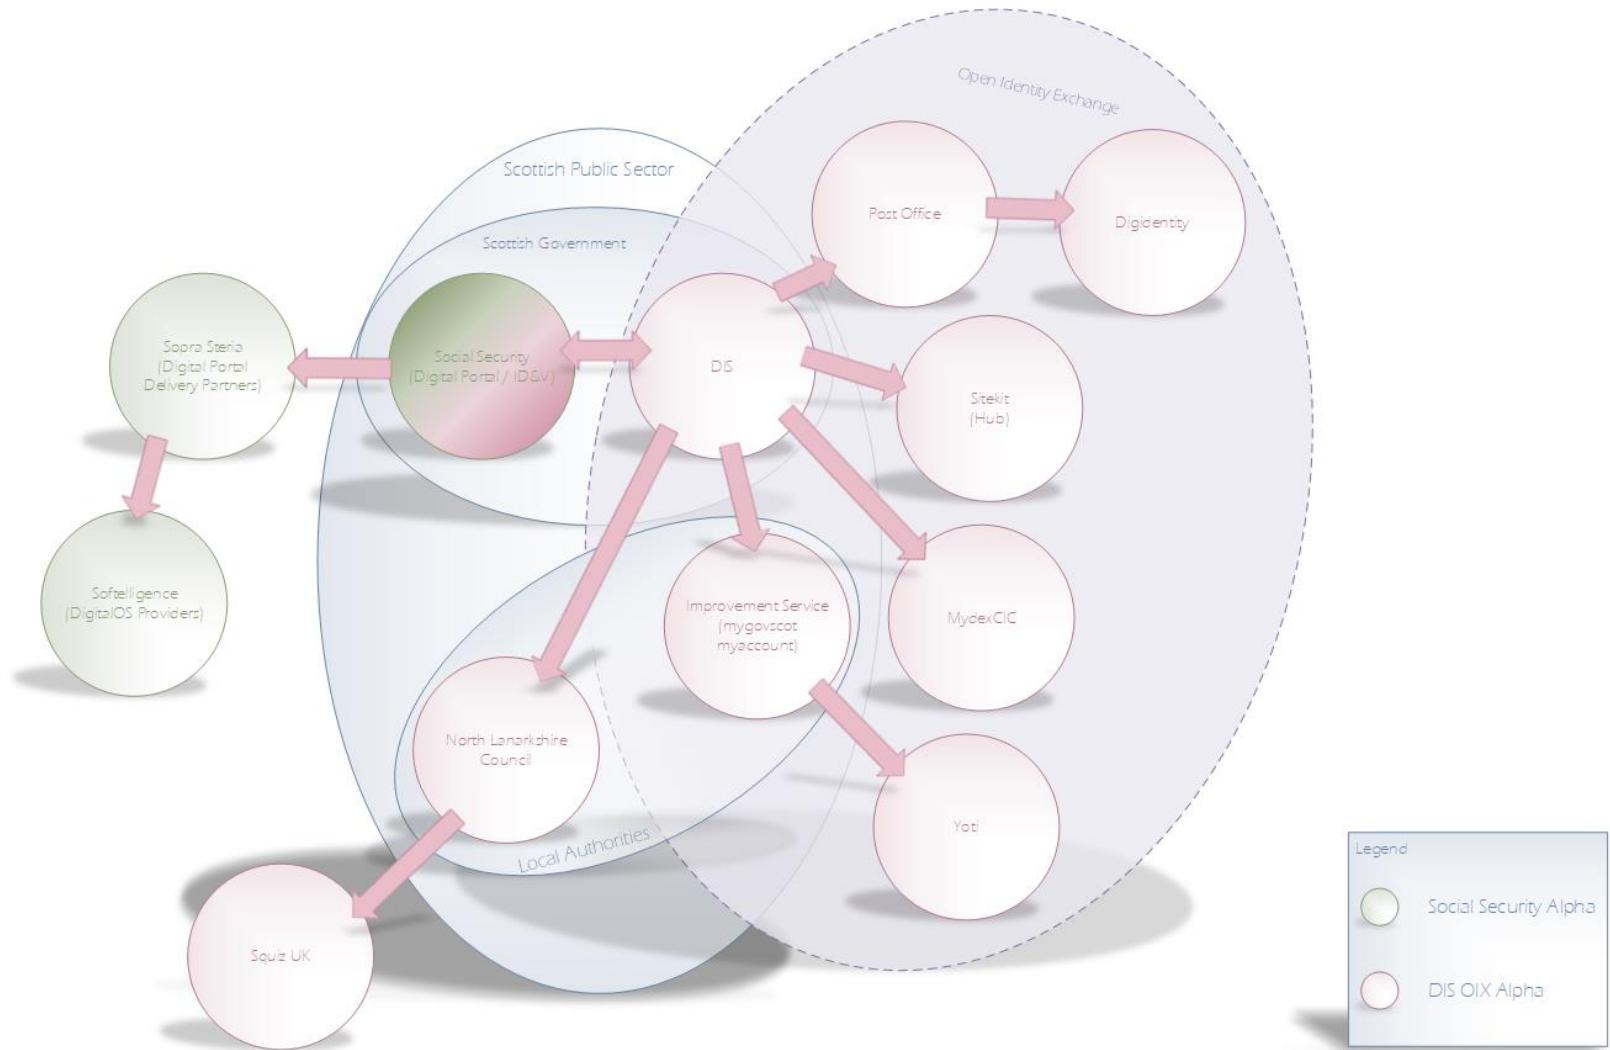 Open Identity Exchange
Scottish Public Sector
Post Office
Digidentity
Scottish Government
Sopra Steria
(Digital Portal
Delivery Partners)
Social Security
(Digital Portal / ID&V)
DIS
Sitekit
(Hub)
Softelligence
(DigitalOS Providers)
Improvement Service
(mygovscot
myaccount)
MydexCIC
North Lanarkshire
Council
Yoti
Local Authorities
Squiz UK
Legend
Social Security Alpha
DIS OIX Alpha